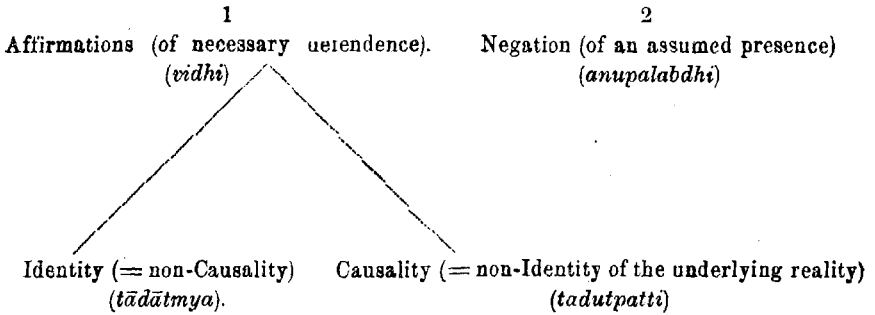 1 2
Affirmations (of necessary uerendence). Negation (of an assumed presence)
(vidhi) (anupalabdhi)
Identity (= non-Causality) Causality (= non-Identity of the underlying reality)
(tādātmya). (tadutpatti)